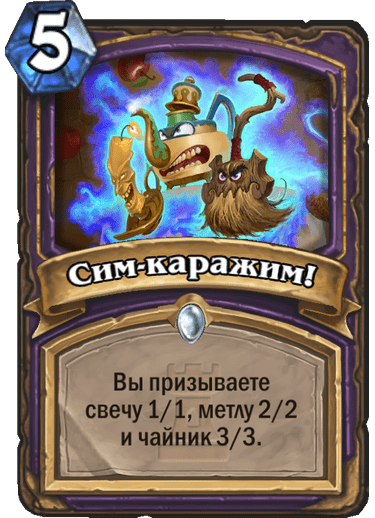 5
Сим-каражим!
Вы призываете
свечу 1/1, метлу 2/2
и чайник 3/3.